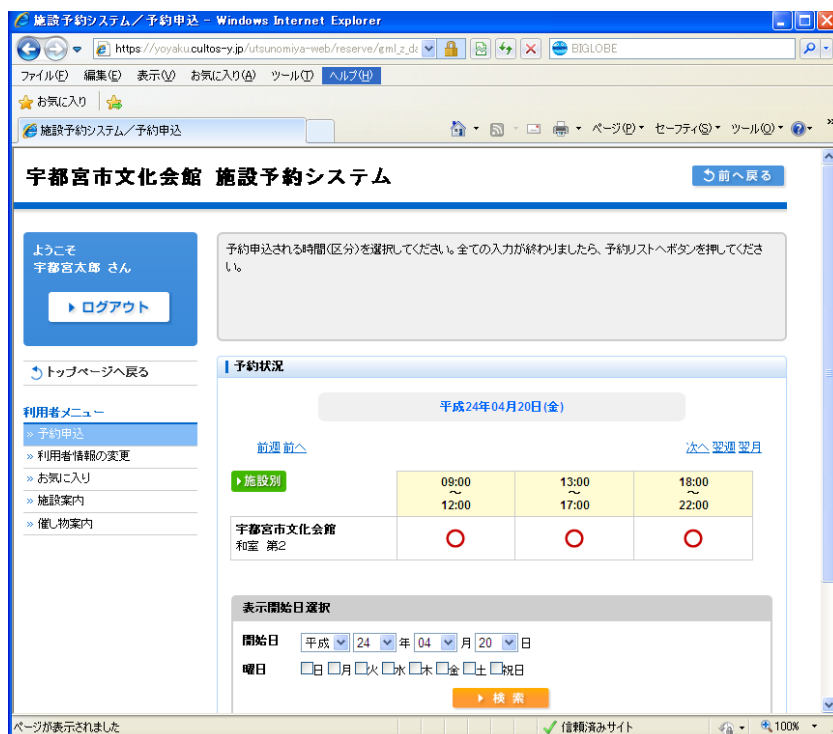 施設予約システム／予約申込 - Windows Internet Explorer
https://yoyaku.cultos-y.jp/utsunomiya-web/reserve/gml_z_de
BIGLOBE
ファイル(F) 編集(E) 表示(V) お気に入り(A) ツール(T) ヘルプ(H)
お気に入り
施設予約システム／予約申込
ページ(P) セーフティ(S) ツール(O) »
宇都宮市文化会館 施設予約システム
前へ戻る
ようこそ
宇都宮太郎 さん
ログアウト
トップページへ戻る
利用者メニュー
» 予約申込
» 利用者情報の変更
» お気に入り
» 施設案内
» 催し物案内
予約申込される時間(区分)を選択してください。全ての入力が終わりましたら、予約リストへボタンを押してくださ
い。
予約状況
平成24年04月20日(金)
前週 前へ
次へ 翌週 翌月
施設別
09:00 ～ 12:00
13:00 ～ 17:00
18:00 ～ 22:00
宇都宮市文化会館
和室 第2
表示開始日選択
開始日 平成 24 年 04 月 20 日
曜日 日 月 火 水 木 金 土 祝日
検索
ページが表示されました 信頼済みサイト 100%